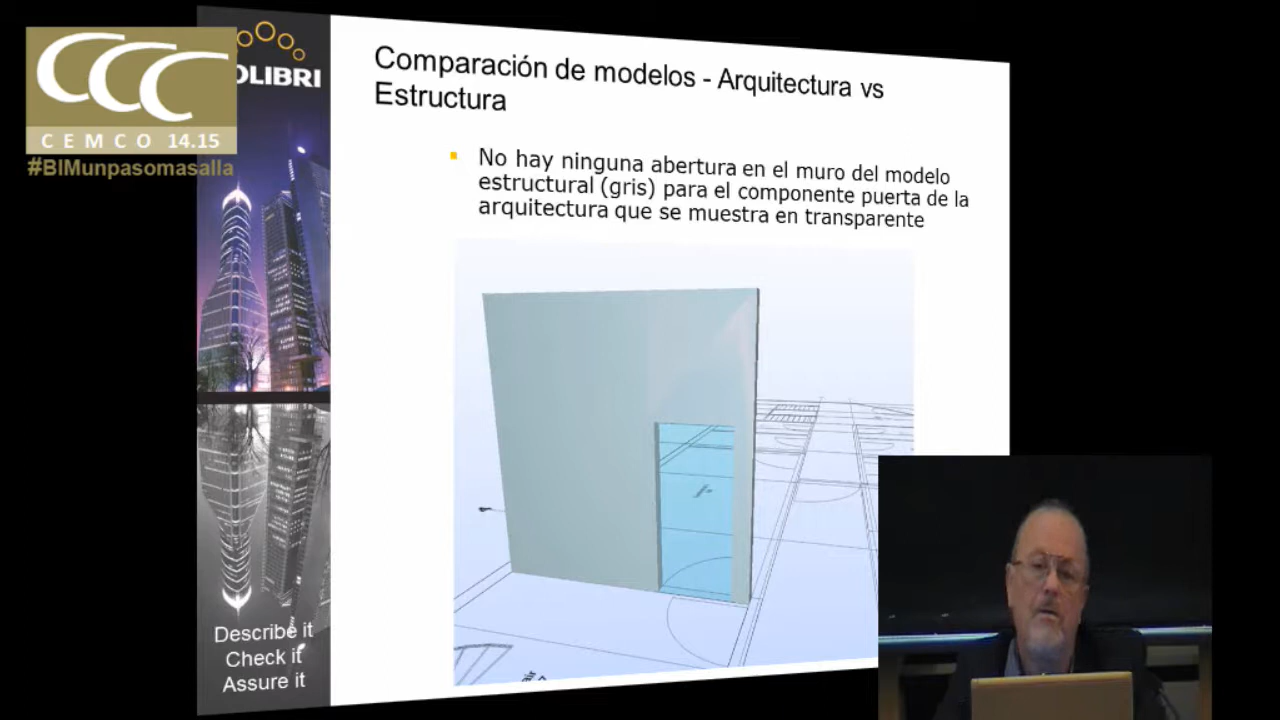 CCC
CEMCO 14.15
#BIMunpasomasalla
OLIBRI
Comparación de modelos - Arquitectura vs
Estructura
No hay ninguna abertura en el muro del modelo
estructural (gris) para el componente puerta de la
arquitectura que se muestra en transparente
Describe it
Check it
Assure it